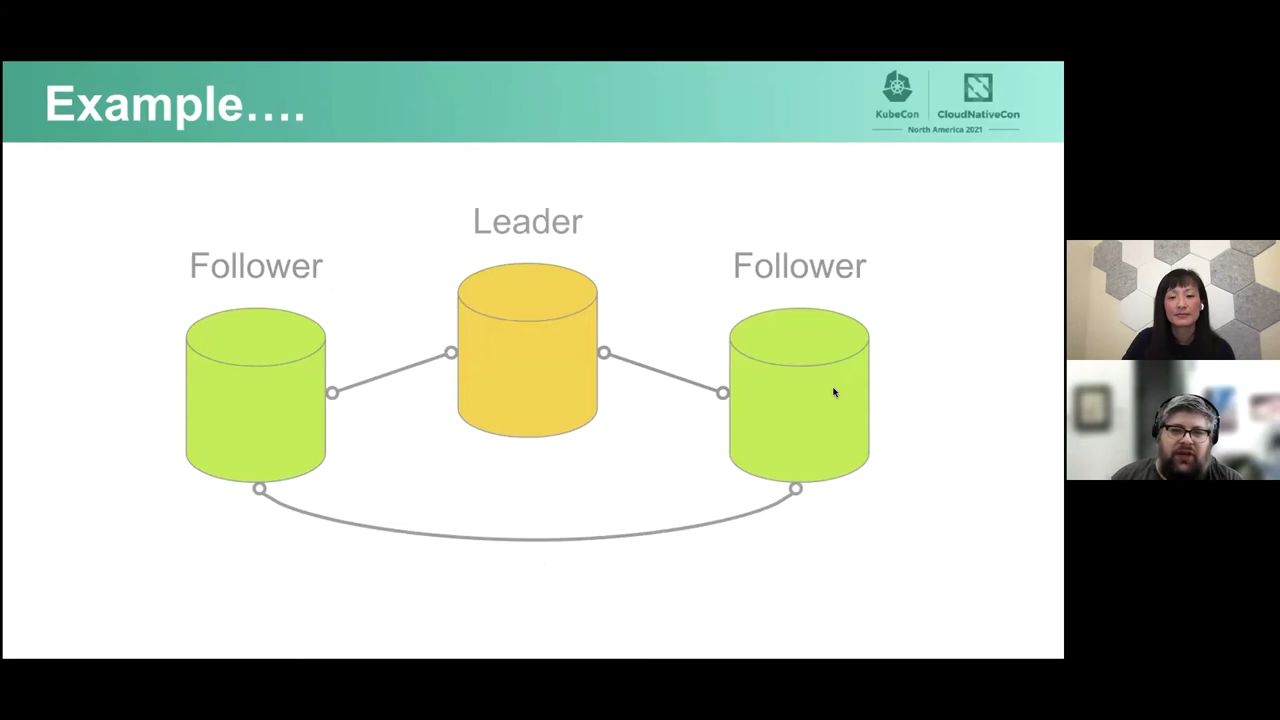 Example....
KubeCon
CloudNativeCon
North America 2021
Leader
Follower
Follower